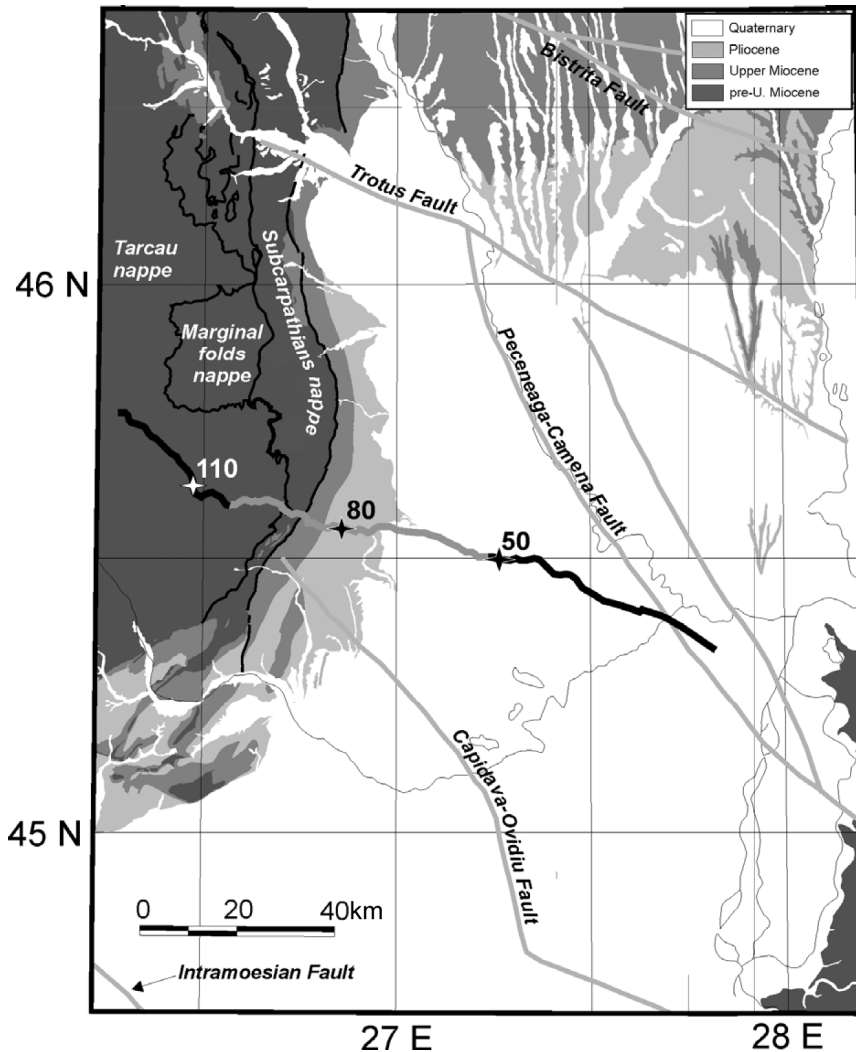 Quaternary
Pliocene
Upper Miocene
pre-U. Miocene
Bistrita Fault
Trotus Fault
Tarcau
nappe
Subcarpathians nappe
46 N
Marginal
folds
nappe
Peceneaga-Camena Fault
110
80
50
Capidava-Ovidiu Fault
45 N
0 20 40km
Intramoesian Fault
27 E 28 E